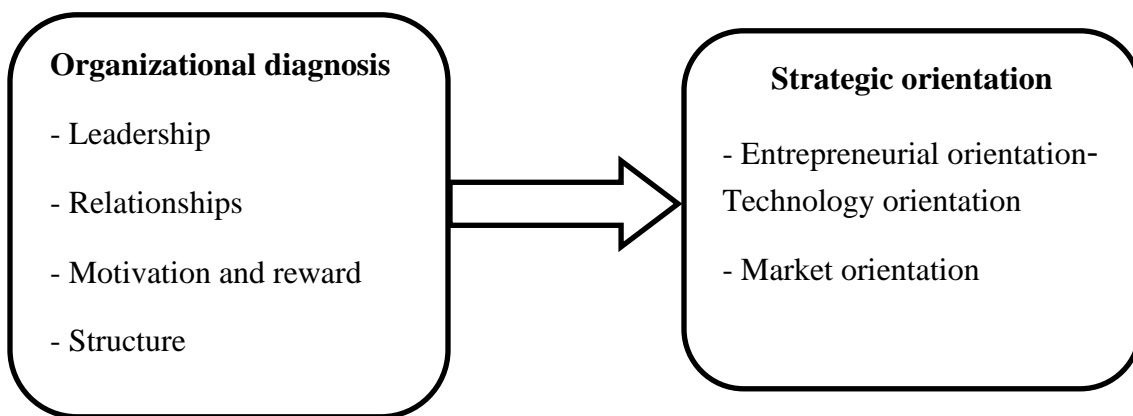 Organizational diagnosis
- Leadership
- Relationships
- Motivation and reward
- Structure
Strategic orientation
- Entrepreneurial orientation-
Technology orientation
- Market orientation